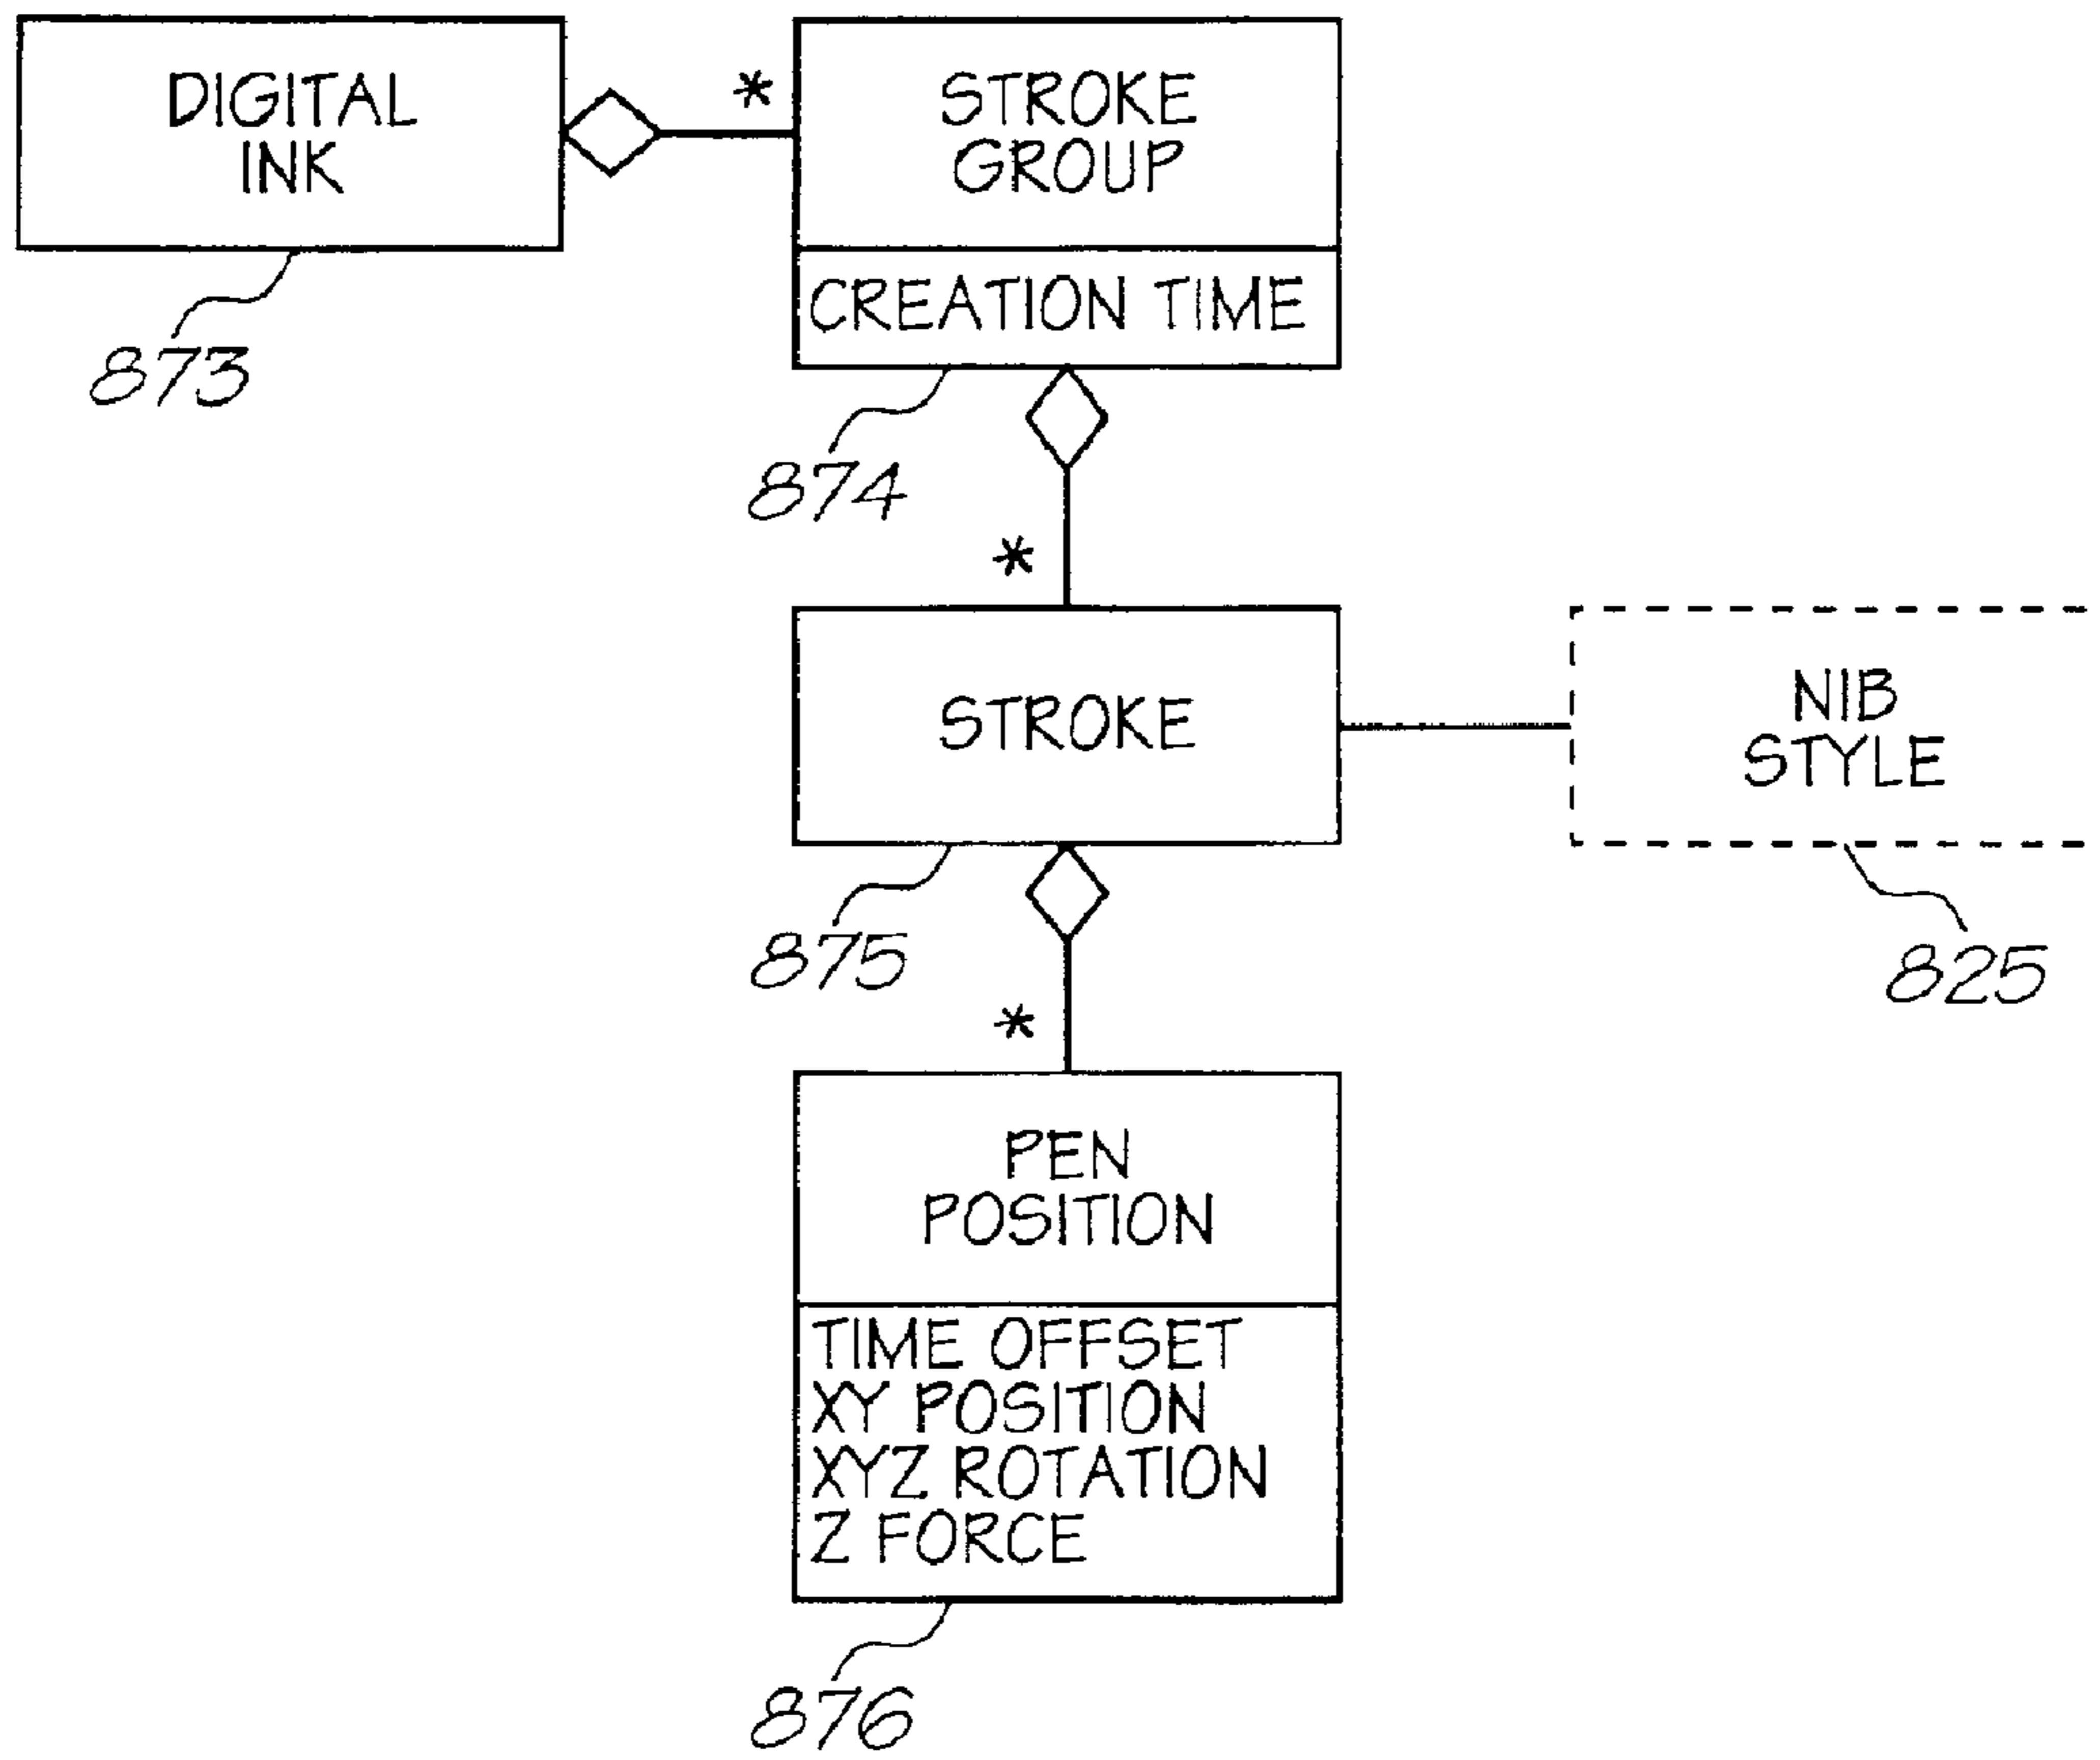 DIGITAL
INK
873
*
STROKE
GROUP
CREATION TIME
874
*
STROKE
875
NIB
STYLE
825
*
PEN
POSITION
TIME OFFSET
XY POSITION
XYZ ROTATION
Z FORCE
876